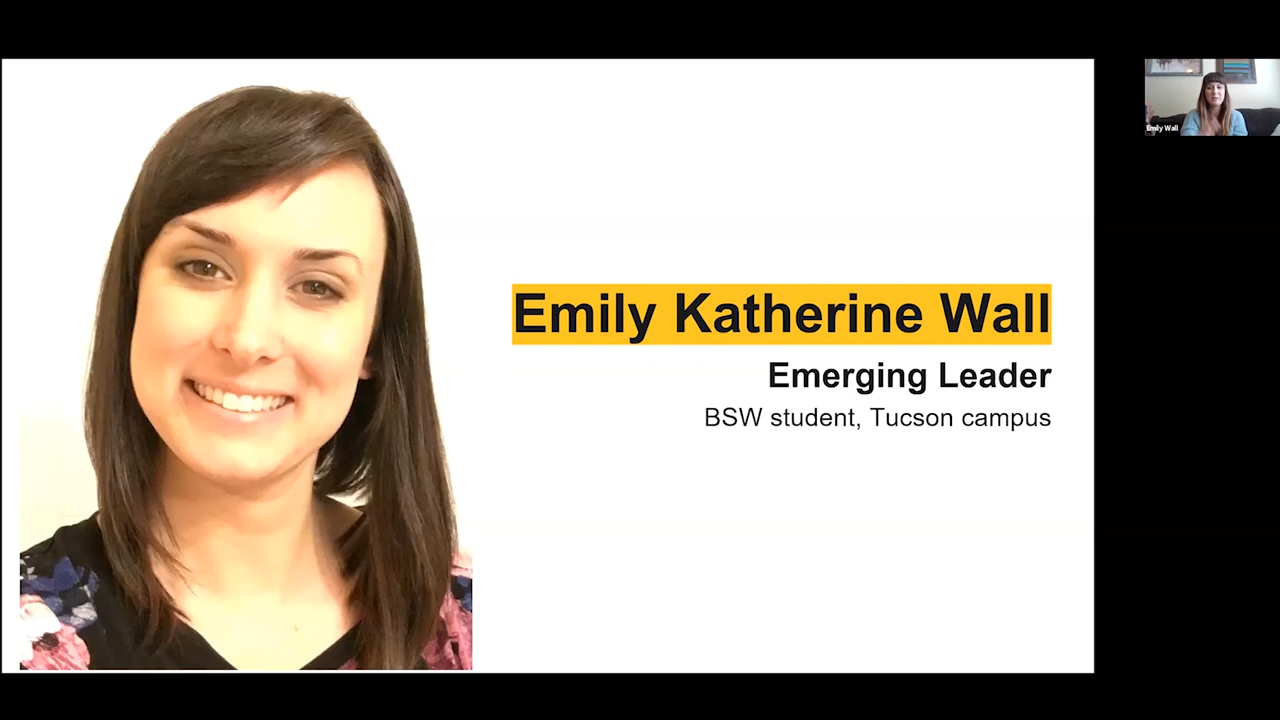 Emily Katherine Wall
Emerging Leader
BSW student, Tucson campus
Emily Wall